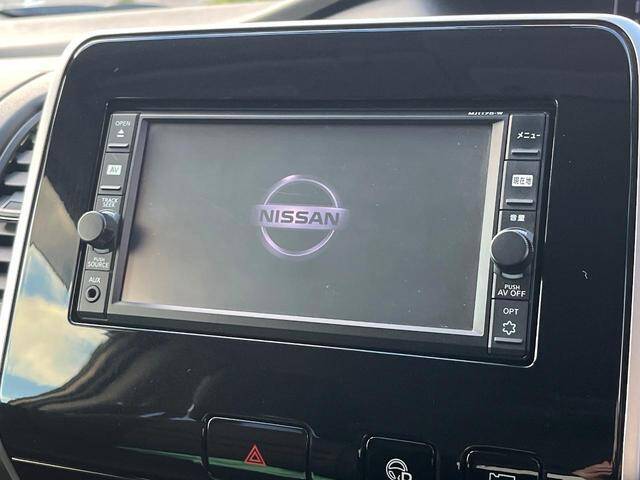 MJ117D-W
OPEN
AV
TRACK
SEEK
PUSH
SOURCE
AUX
NISSAN
メニュー
現在地
音量
PUSH
AV OFF
OPT